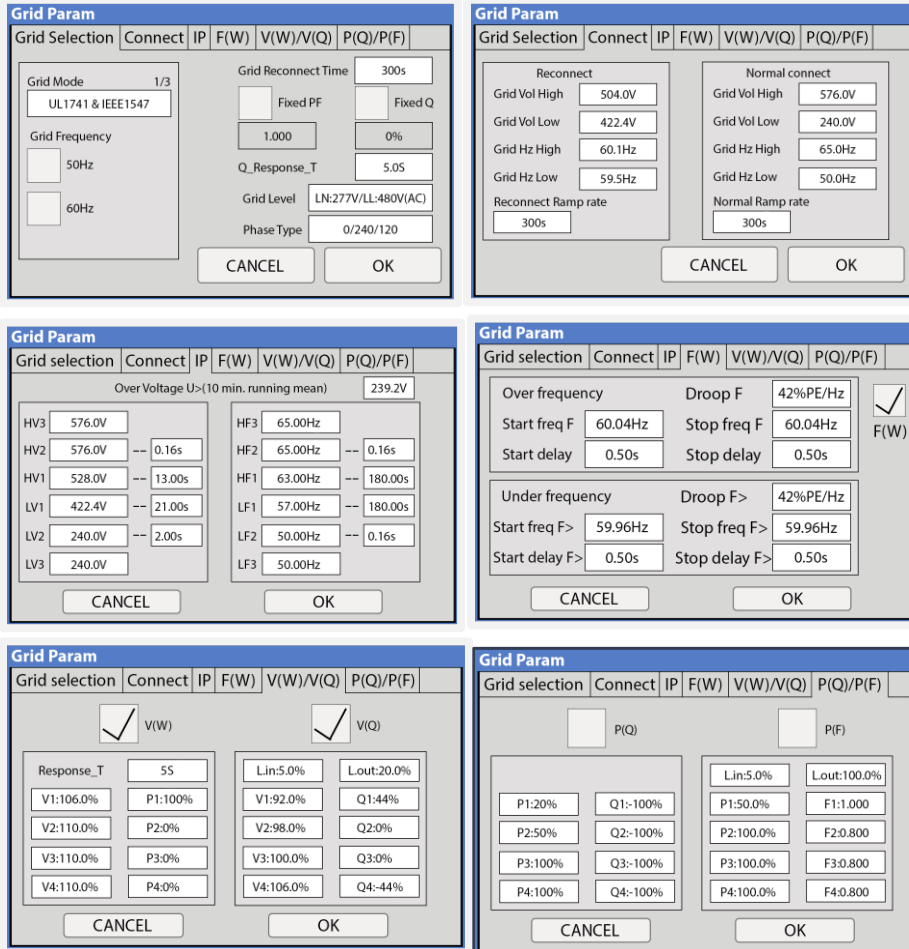 Grid Param
Grid Selection Connect IP F(W) V(W)/V(Q) P(Q)/P(F)
Grid Mode 1/3
UL1741 & IEEE1547
Grid Frequency
50Hz
60Hz
Grid Reconnect Time 300s
Fixed PF Fixed Q
1.000 0%
Q_Response_T 5.0S
Grid Level LN:277V/LL:480V(AC)
Phase Type 0/240/120
CANCEL OK
Grid Param
Grid Selection Connect IP F(W) V(W)/V(Q) P(Q)/P(F)
Reconnect
Grid Vol High 504.0V
Grid Vol Low 422.4V
Grid Hz High 60.1Hz
Grid Hz Low 59.5Hz
Reconnect Ramp rate
300s
Normal connect
Grid Vol High 576.0V
Grid Vol Low 240.0V
Grid Hz High 65.0Hz
Grid Hz Low 50.0Hz
Normal Ramp rate
300s
CANCEL OK
Grid Param
Grid selection Connect IP F(W) V(W)/V(Q) P(Q)/P(F)
Over Voltage U>(10 min. running mean) 239.2V
HV3 576.0V
HV2 576.0V -- 0.16s
HV1 528.0V -- 13.00s
LV1 422.4V -- 21.00s
LV2 240.0V -- 2.00s
LV3 240.0V
HF3 65.00Hz
HF2 65.00Hz -- 0.16s
HF1 63.00Hz -- 180.00s
LF1 57.00Hz -- 180.00s
LF2 50.00Hz -- 0.16s
LF3 50.00Hz
CANCEL OK
Grid Param
Grid selection Connect IP F(W) V(W)/V(Q) P(Q)/P(F)
Over frequency Droop F 42%PE/Hz
Start freq F 60.04Hz Stop freq F 60.04Hz
Start delay 0.50s Stop delay 0.50s
F(W)
Under frequency Droop F> 42%PE/Hz
Start freq F> 59.96Hz Stop freq F> 59.96Hz
Start delay F> 0.50s Stop delay F> 0.50s
CANCEL OK
Grid Param
Grid selection Connect IP F(W) V(W)/V(Q) P(Q)/P(F)
V(W) V(Q)
Response_T 5S
V1:106.0% P1:100%
V2:110.0% P2:0%
V3:110.0% P3:0%
V4:110.0% P4:0%
L.in:5.0% L.out:20.0%
V1:92.0% Q1:44%
V2:98.0% Q2:0%
V3:100.0% Q3:0%
V4:106.0% Q4:-44%
CANCEL OK
Grid Param
Grid selection Connect IP F(W) V(W)/V(Q) P(Q)/P(F)
P(Q) P(F)
P1:20% Q1:-100%
P2:50% Q2:-100%
P3:100% Q3:-100%
P4:100% Q4:-100%
L.in:5.0% L.out:100.0%
P1:50.0% F1:1.000
P2:100.0% F2:0.800
P3:100.0% F3:0.800
P4:100.0% F4:0.800
CANCEL OK